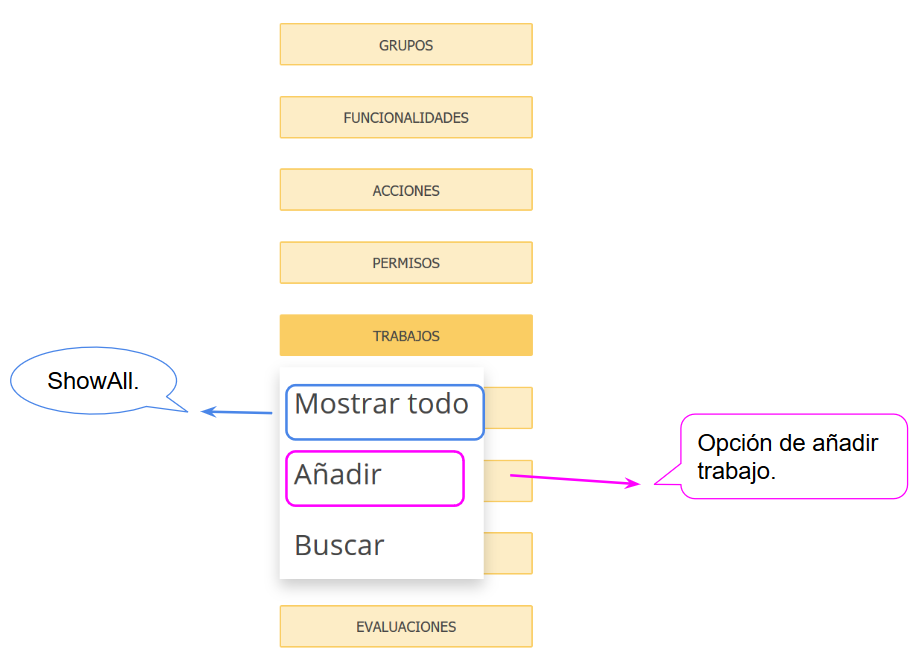 GRUPOS
FUNCIONALIDADES
ACCIONES
PERMISOS
TRABAJOS
ShowAll.
Mostrar todo
Opción de añadir
trabajo.
Añadir
Buscar
EVALUACIONES